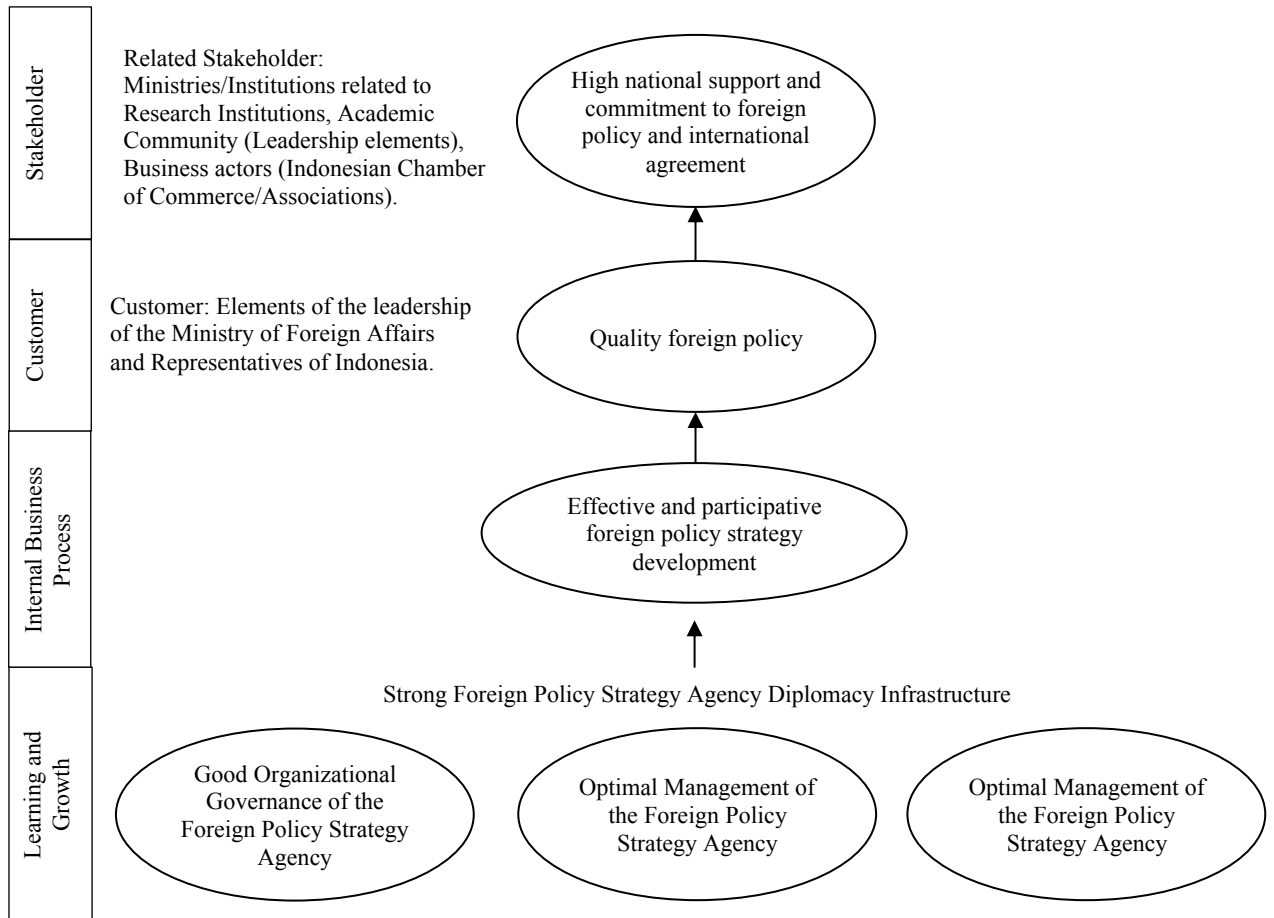 Stakeholder
Related Stakeholder:
Ministries/Institutions related to
Research Institutions, Academic
Community (Leadership elements),
Business actors (Indonesian Chamber
of Commerce/Associations).
High national support and
commitment to foreign
policy and international
agreement
Customer
Customer: Elements of the leadership
of the Ministry of Foreign Affairs
and Representatives of Indonesia.
Quality foreign policy
Internal Business
Process
Effective and participative
foreign policy strategy
development
Learning and
Growth
Strong Foreign Policy Strategy Agency Diplomacy Infrastructure
Good Organizational
Governance of the
Foreign Policy Strategy
Agency
Optimal Management of
the Foreign Policy
Strategy Agency
Optimal Management of
the Foreign Policy
Strategy Agency